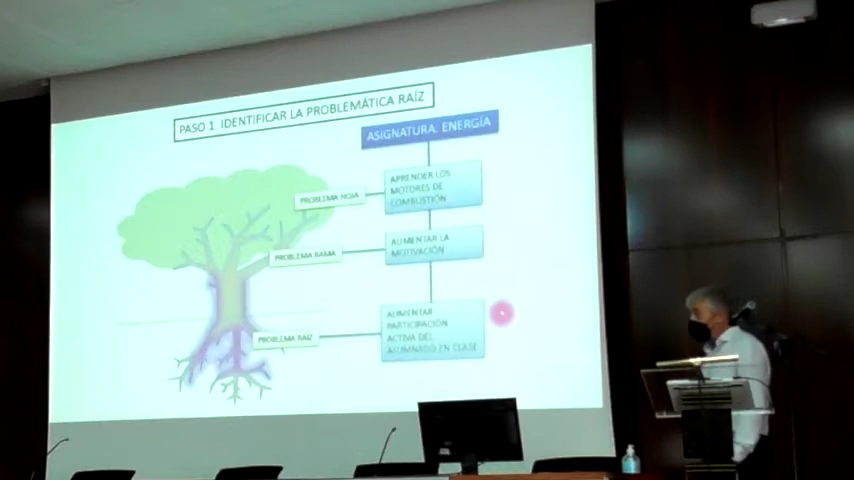 PASO 1. IDENTIFICAR LA PROBLEMÁTICA RAÍZ
ASIGNATURA: ENERGÍA
PROBLEMA HOJA
APRENDER LOS
MOTORES DE
COMBUSTIÓN
PROBLEMA RAMA
AUMENTAR LA
MOTIVACIÓN
PROBLEMA RAÍZ
AUMENTAR
PARTICIPACIÓN
ACTIVA DEL
ALUMNADO EN CLASE